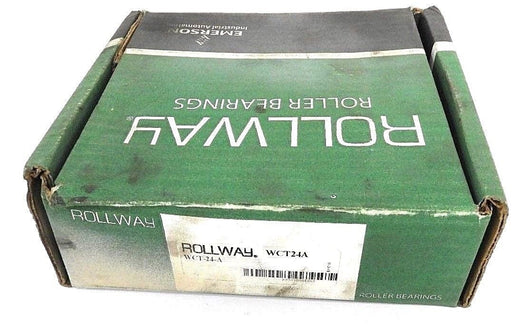 EMERSON
Industrial Automation
ROLLWAY®
ROLLER BEARINGS
ROLLWAY
ROLLWAY® WCT24A
WCT-24-A
ROLLER BEARINGS